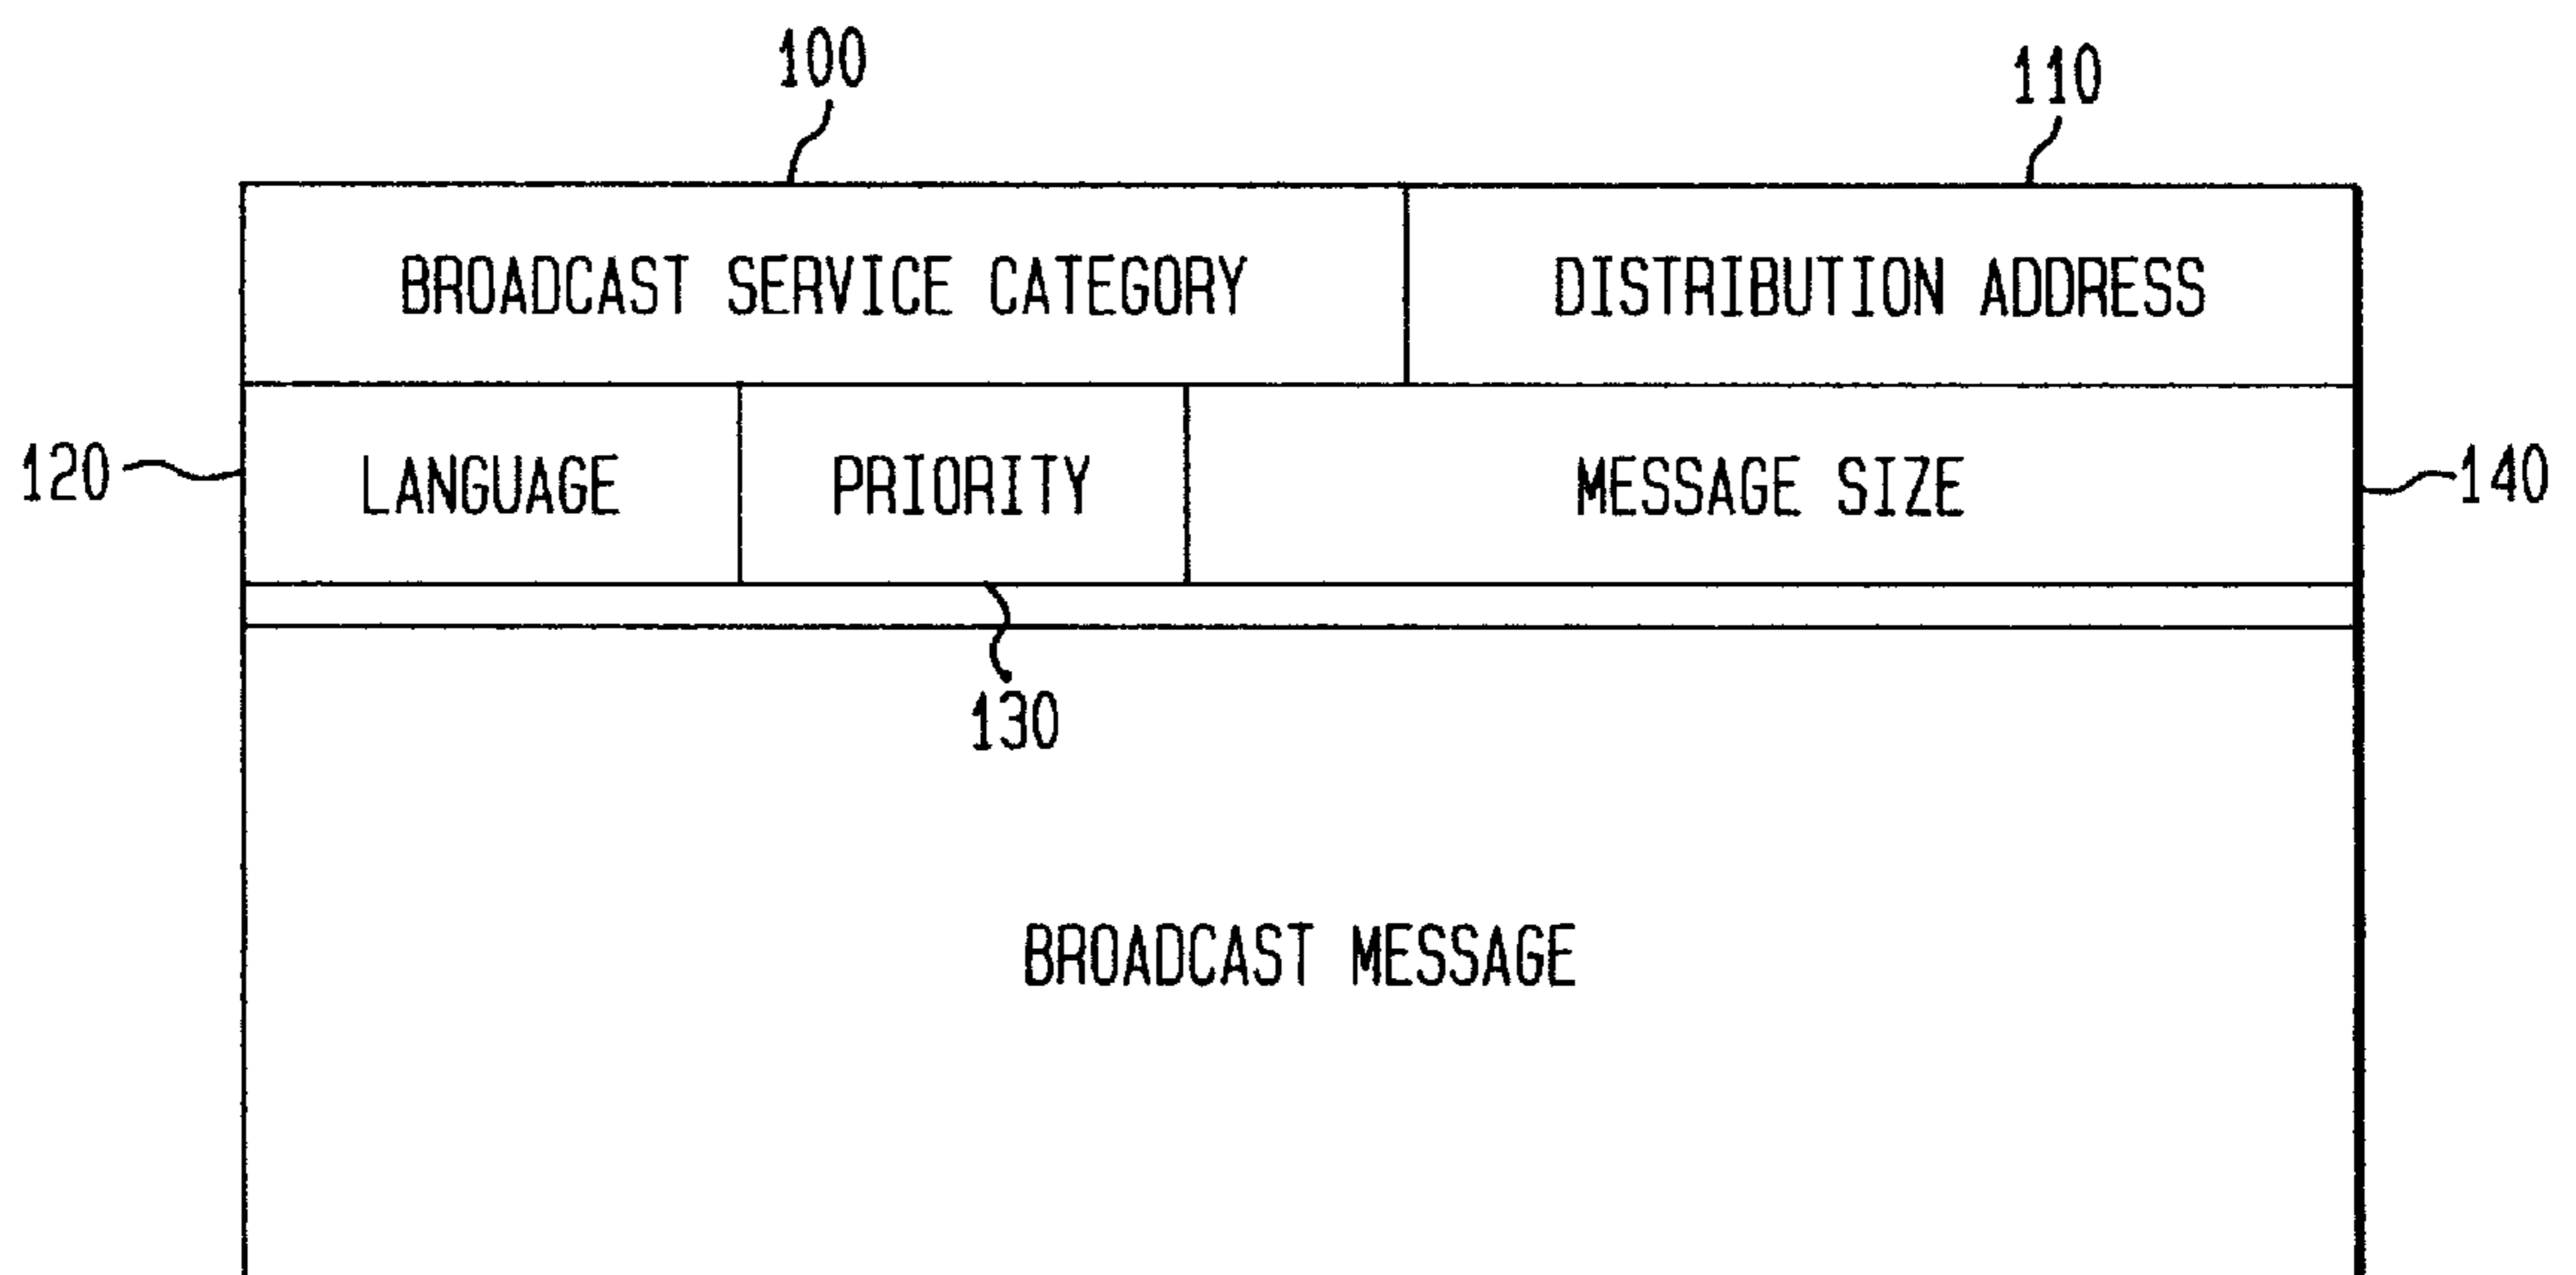 100
110
BROADCAST SERVICE CATEGORY
DISTRIBUTION ADDRESS
120
LANGUAGE
PRIORITY
MESSAGE SIZE
140
130
BROADCAST MESSAGE